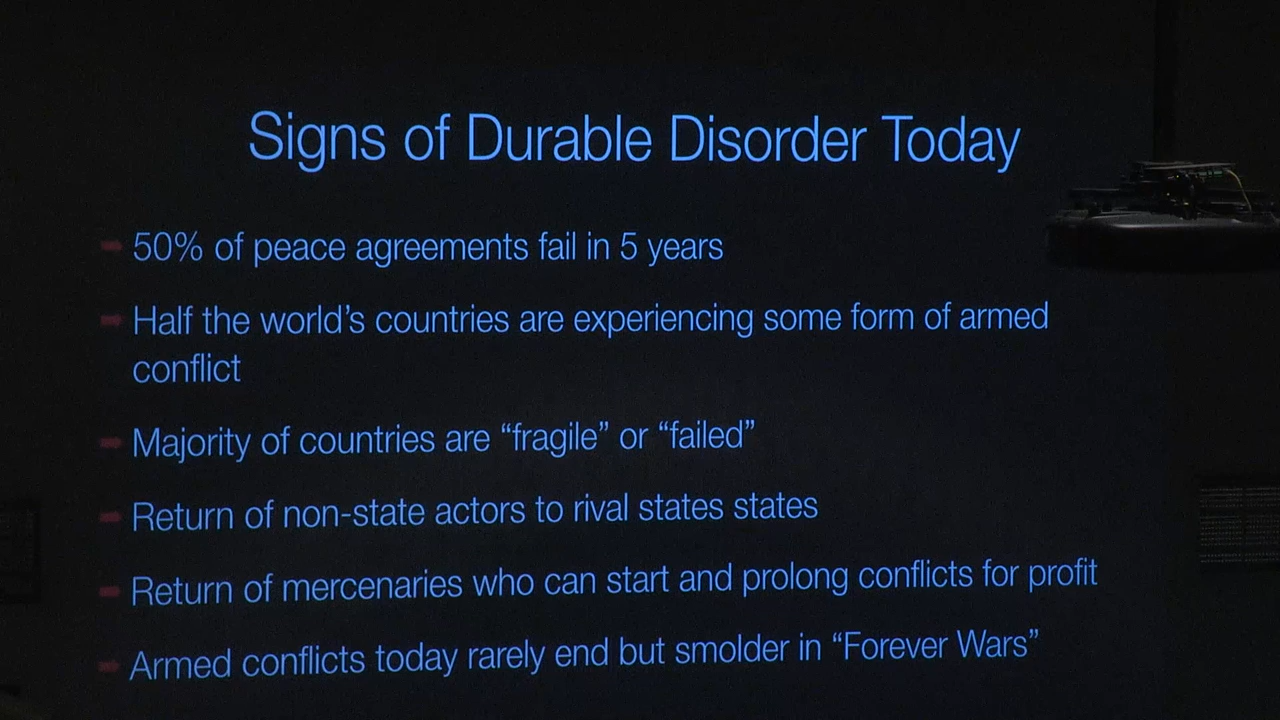 Signs of Durable Disorder Today
50% of peace agreements fail in 5 years
Half the world's countries are experiencing some form of armed
conflict
Majority of countries are “fragile” or “failed”
Return of non-state actors to rival states states
Return of mercenaries who can start and prolong conflicts for profit
Armed conflicts today rarely end but smolder in “Forever Wars”